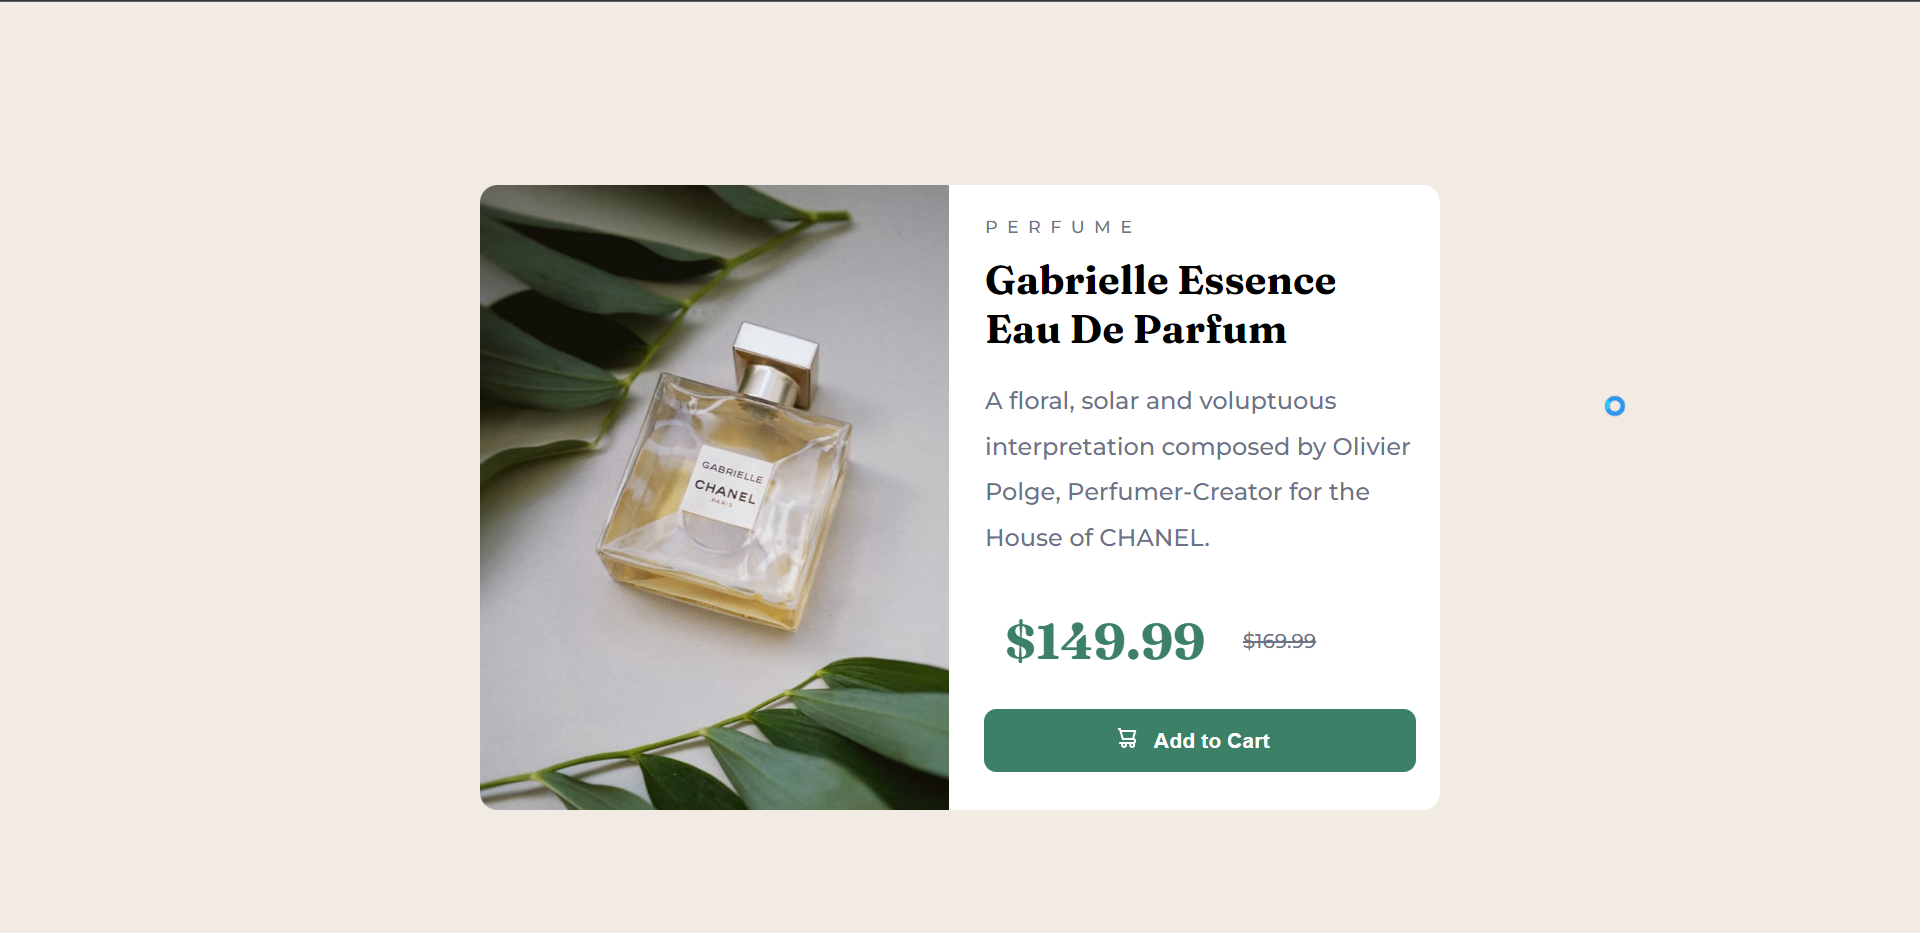 PERFUME
Gabrielle Essence
Eau De Parfum
A floral, solar and voluptuous
interpretation composed by Olivier
Polge, Perfumer-Creator for the
House of CHANEL.
$149.99 $169.99
Add to Cart
GABRIELLE
CHANEL
PARIS